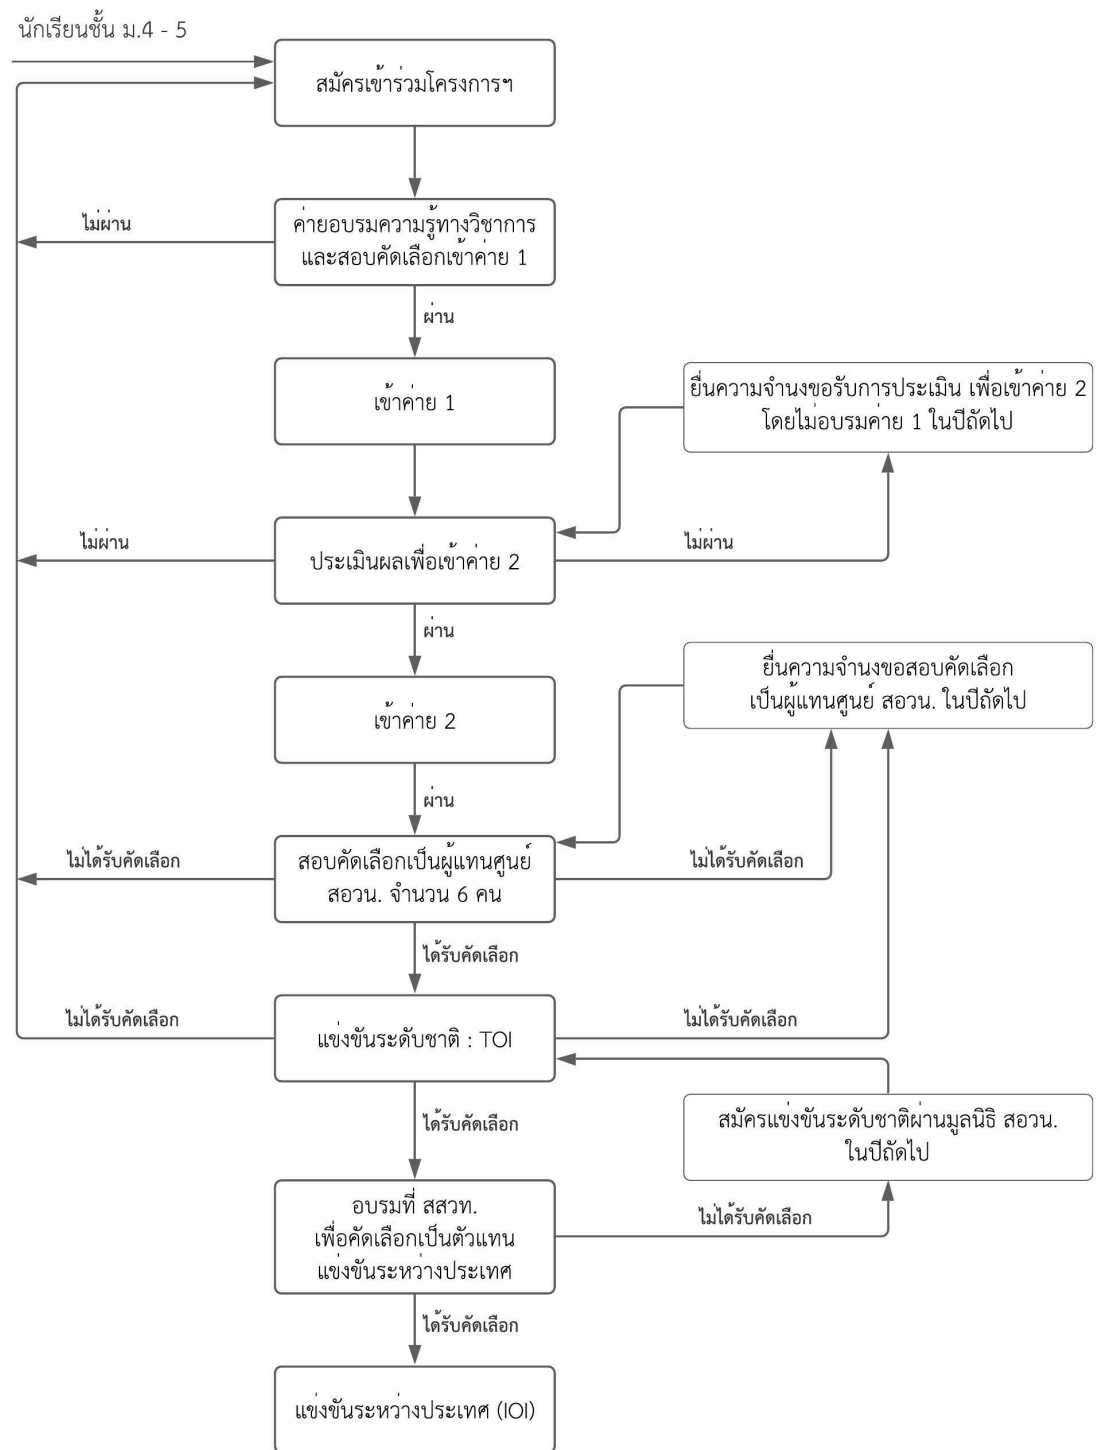 นักเรียนชั้น ม.4 - 5
สมัครเข้าร่วมโครงการฯ
ไม่ผ่าน
ค่ายอบรมความรู้ทางวิชาการ
และสอบคัดเลือกเข้าค่าย 1
ผ่าน
เข้าค่าย 1
ยื่นความจำนงขอรับการประเมิน เพื่อเข้าค่าย 2
โดยไม่อบรมค่าย 1 ในปีถัดไป
ไม่ผ่าน
ประเมินผลเพื่อเข้าค่าย 2
ไม่ผ่าน
ผ่าน
เข้าค่าย 2
ยื่นความจำนงขอสอบคัดเลือก
เป็นผู้แทนศูนย์ สอวน. ในปีถัดไป
ผ่าน
ไม่ได้รับคัดเลือก
สอบคัดเลือกเป็นผู้แทนศูนย์
สอวน. จำนวน 6 คน
ไม่ได้รับคัดเลือก
ได้รับคัดเลือก
ไม่ได้รับคัดเลือก
แข่งขันระดับชาติ : TOI
ไม่ได้รับคัดเลือก
ได้รับคัดเลือก
สมัครแข่งขันระดับชาติผ่านมูลนิธิ สอวน.
ในปีถัดไป
อบรมที่ สสวท.
เพื่อคัดเลือกเป็นตัวแทน
แข่งขันระหว่างประเทศ
ไม่ได้รับคัดเลือก
ได้รับคัดเลือก
แข่งขันระหว่างประเทศ (IOI)